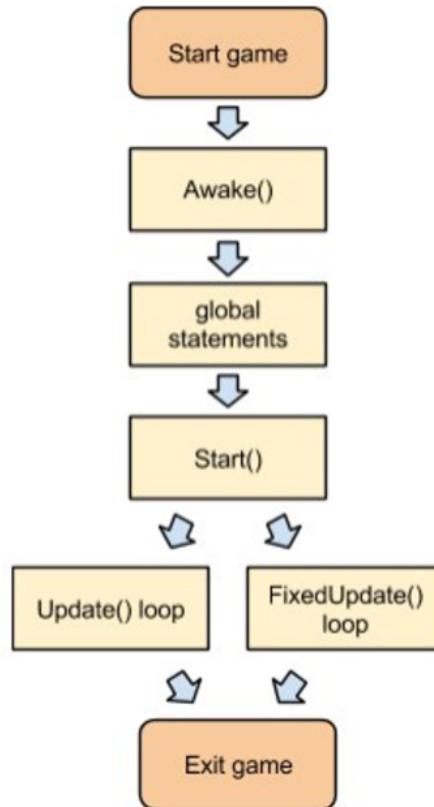 Start game
Awake()
global
statements
Start()
Update() loop
FixedUpdate()
loop
Exit game